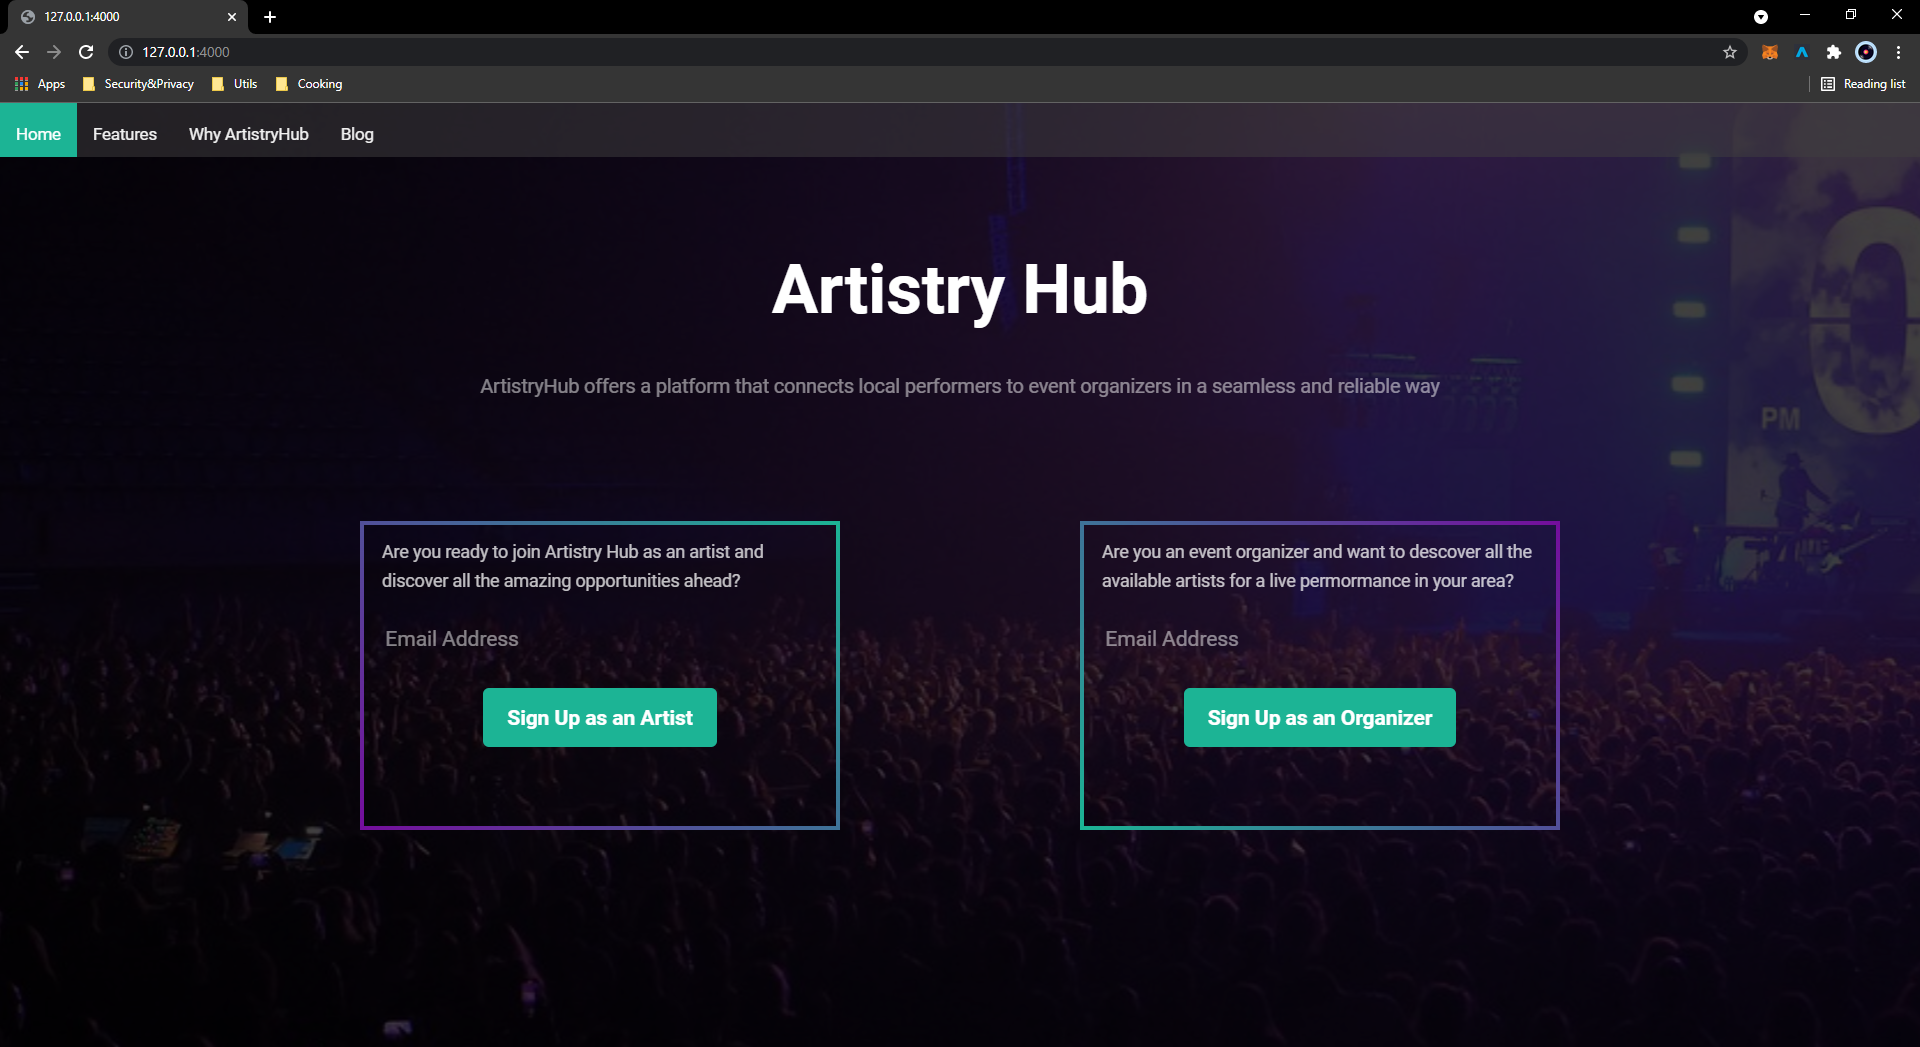 127.0.0.1:4000
127.0.0.1:4000
Apps Security&Privacy Utils Cooking Reading list
Home Features Why ArtistryHub Blog
Artistry Hub
ArtistryHub offers a platform that connects local performers to event organizers in a seamless and reliable way
O
PM
Are you ready to join Artistry Hub as an artist and
discover all the amazing opportunities ahead?
Email Address
Sign Up as an Artist
Are you an event organizer and want to descover all the
available artists for a live permormance in your area?
Email Address
Sign Up as an Organizer